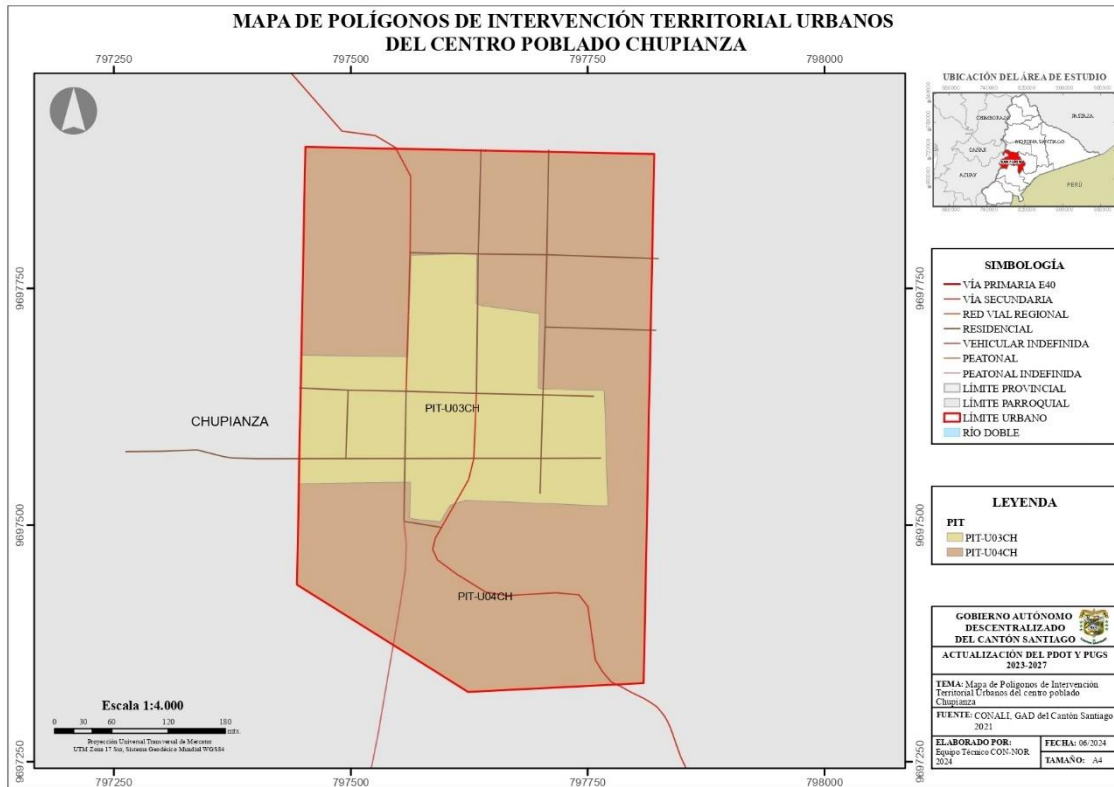 MAPA DE POLÍGONOS DE INTERVENCIÓN TERRITORIAL URBANOS
DEL CENTRO POBLADO CHUPIANZA
797250
797500
797750
798000
9697750
9697500
9697250
9697750
9697500
9697250
797250
797500
797750
798000
CHUPIANZA
PIT-U03CH
PIT-U04CH
Escala 1:4.000
0 30 60 120 180
mts.
Proyección Universal Transversal de Mercator
UTM Zona 17 Sur, Sistema Geodésico Mundial WGS84
UBICACIÓN DEL ÁREA DE ESTUDIO
CHIMBORAZO
PASTAZA
CAÑAR
MORONA SANTIAGO
AZUAY
PERÚ
SIMBOLOGÍA
VÍA PRIMARIA E40
VÍA SECUNDARIA
RED VIAL REGIONAL
RESIDENCIAL
VEHICULAR INDEFINIDA
PEATONAL
PEATONAL INDEFINIDA
LÍMITE PROVINCIAL
LÍMITE PARROQUIAL
LÍMITE URBANO
RÍO DOBLE
LEYENDA
PIT
PIT-U03CH
PIT-U04CH
GOBIERNO AUTÓNOMO
DESCENTRALIZADO
DEL CANTÓN SANTIAGO
ACTUALIZACIÓN DEL PDOT Y PUGS
2023-2027
TEMA: Mapa de Polígonos de Intervención
Territorial Urbanos del centro poblado
Chupianza
FUENTE: CONALI, GAD del Cantón Santiago
2021
ELABORADO POR:
Equipo Técnico CON-NOR
2024
FECHA: 06/2024
TAMAÑO: A4